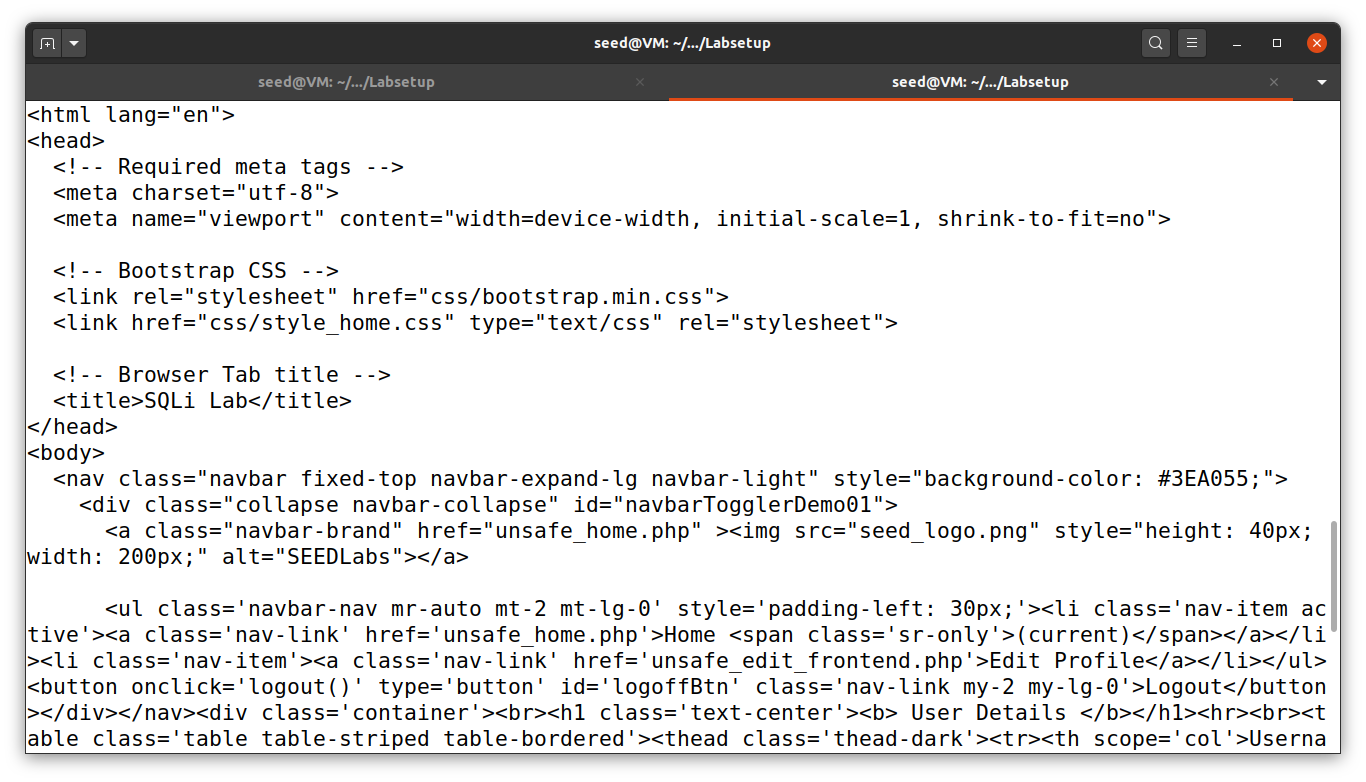 seed@VM: ~/.../Labsetup
seed@VM: ~/.../Labsetup
seed@VM: ~/.../Labsetup
<html lang="en">
<head>
  <!-- Required meta tags -->
  <meta charset="utf-8">
  <meta name="viewport" content="width=device-width, initial-scale=1, shrink-to-fit=no">

  <!-- Bootstrap CSS -->
  <link rel="stylesheet" href="css/bootstrap.min.css">
  <link href="css/style_home.css" type="text/css" rel="stylesheet">

  <!-- Browser Tab title -->
  <title>SQLi Lab</title>
</head>
<body>
  <nav class="navbar fixed-top navbar-expand-lg navbar-light" style="background-color: #3EA055;">
    <div class="collapse navbar-collapse" id="navbarTogglerDemo01">
      <a class="navbar-brand" href="unsafe_home.php" ><img src="seed_logo.png" style="height: 40px;
width: 200px;" alt="SEEDLabs"></a>

      <ul class='navbar-nav mr-auto mt-2 mt-lg-0' style='padding-left: 30px;'><li class='nav-item ac
tive'><a class='nav-link' href='unsafe_home.php'>Home <span class='sr-only'>(current)</span></a></li
><li class='nav-item'><a class='nav-link' href='unsafe_edit_frontend.php'>Edit Profile</a></li></ul>
<button onclick='logout()' type='button' id='logoffBtn' class='nav-link my-2 my-lg-0'>Logout</button
></div></nav><div class='container'><br><h1 class='text-center'><b> User Details </b></h1><hr><br><t
able class='table table-striped table-bordered'><thead class='thead-dark'><tr><th scope='col'>Userna